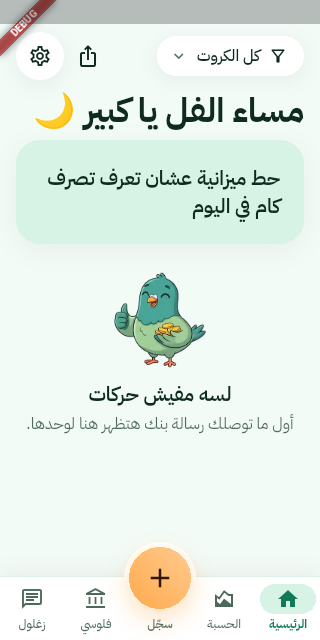 DEBUG
كل الكروت
مساء الفل يا كبير 🌙
حط ميزانية عشان تعرف تصرف
كام في اليوم
لسه مفيش حركات
أول ما توصلك رسالة بنك هتظهر هنا لوحدها.
الرئيسية
الحسبة
سجّل
فلوسي
زغلول